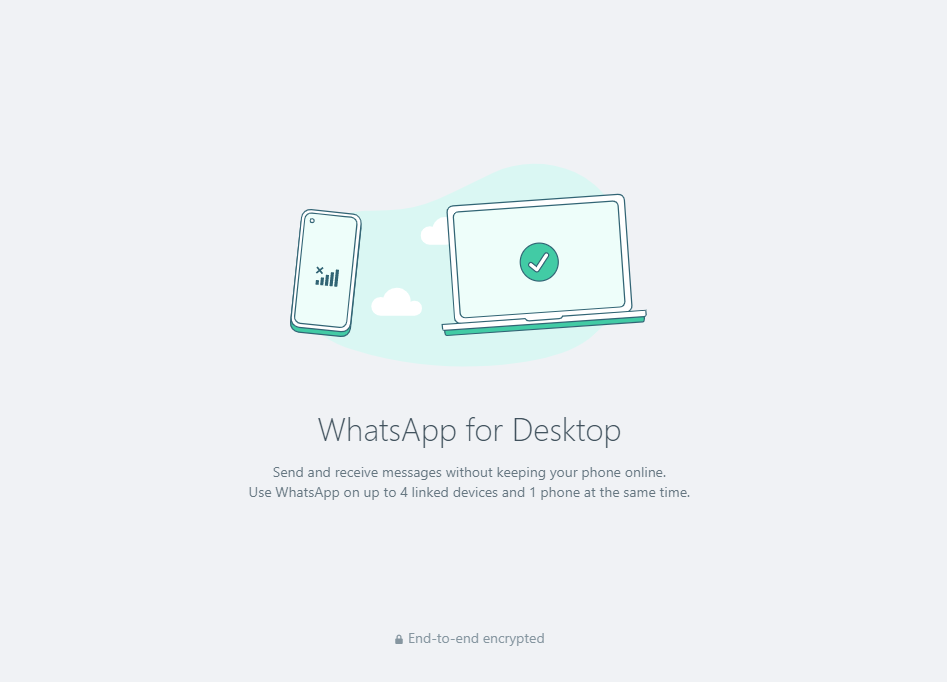 WhatsApp for Desktop
Send and receive messages without keeping your phone online.
Use WhatsApp on up to 4 linked devices and 1 phone at the same time.
End-to-end encrypted